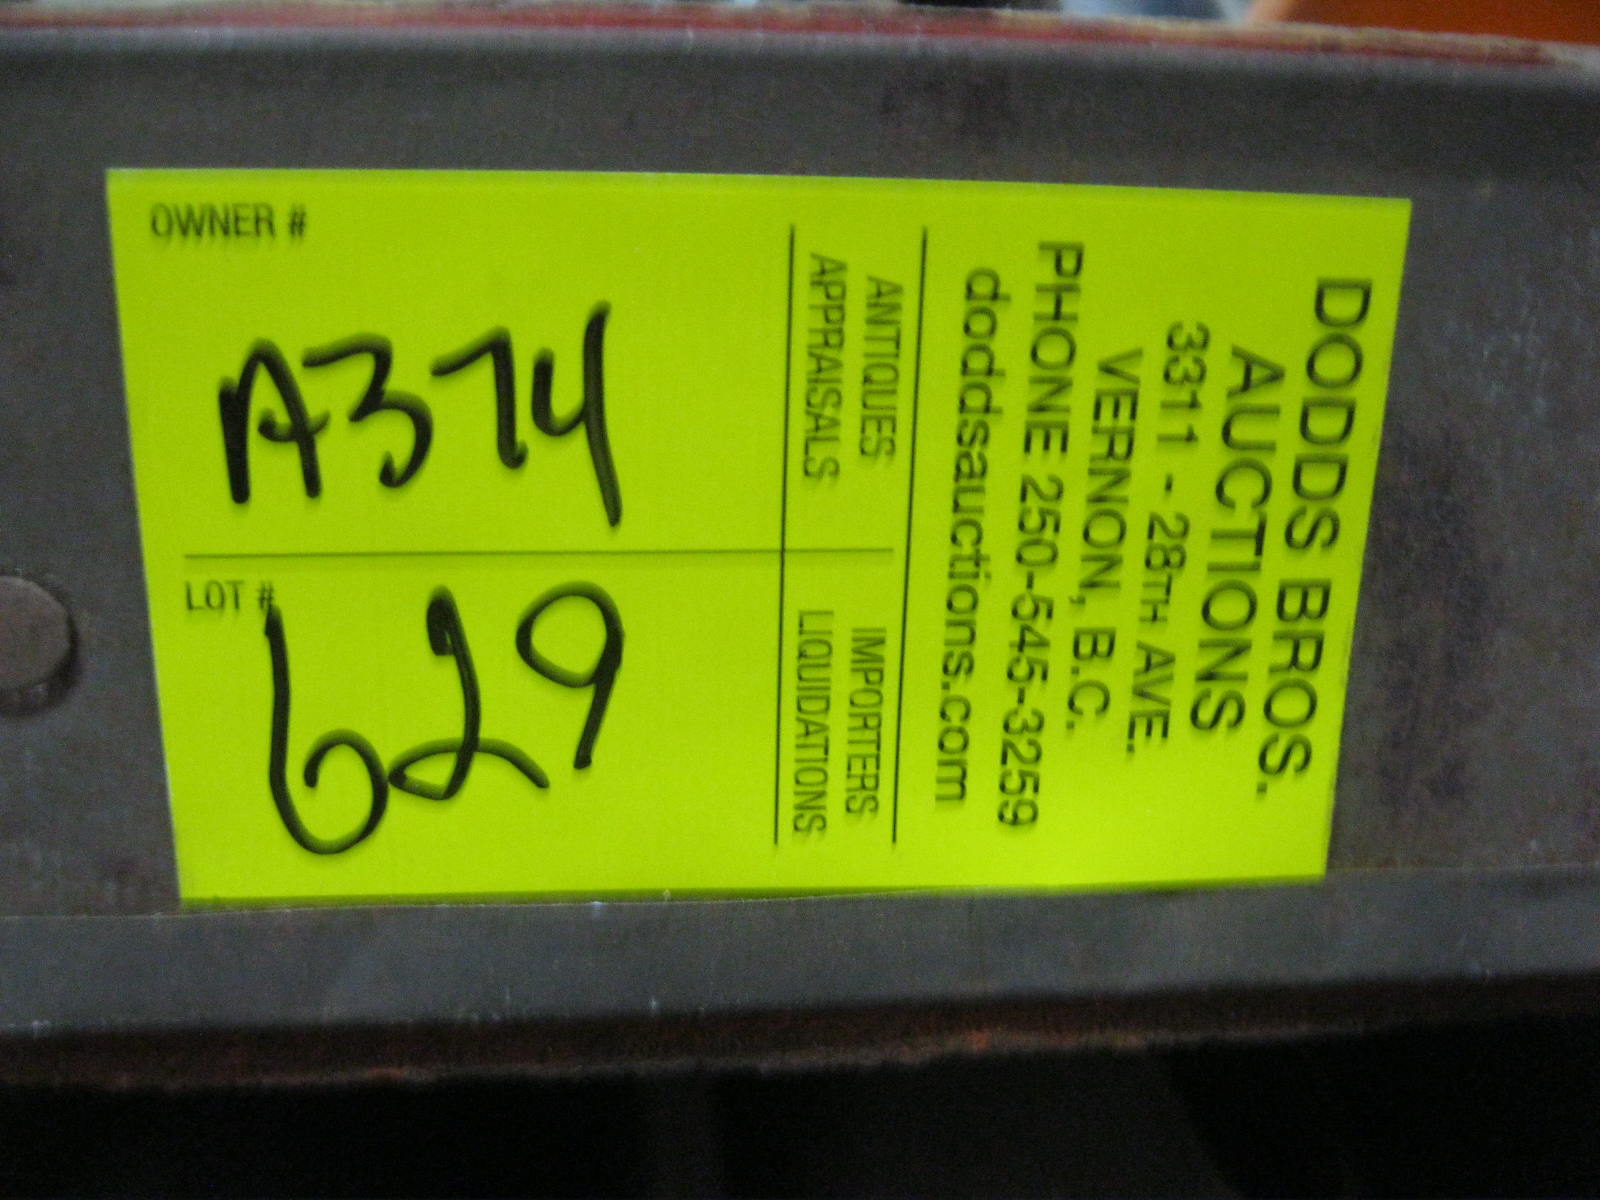 DODDS BROS.
AUCTIONS
3311 - 28TH AVE.
VERNON, B.C.
PHONE 250-545-3259
doddsauctions.com
ANTIQUES IMPORTERS
APPRAISALS LIQUIDATIONS
OWNER #
A374
LOT #
629